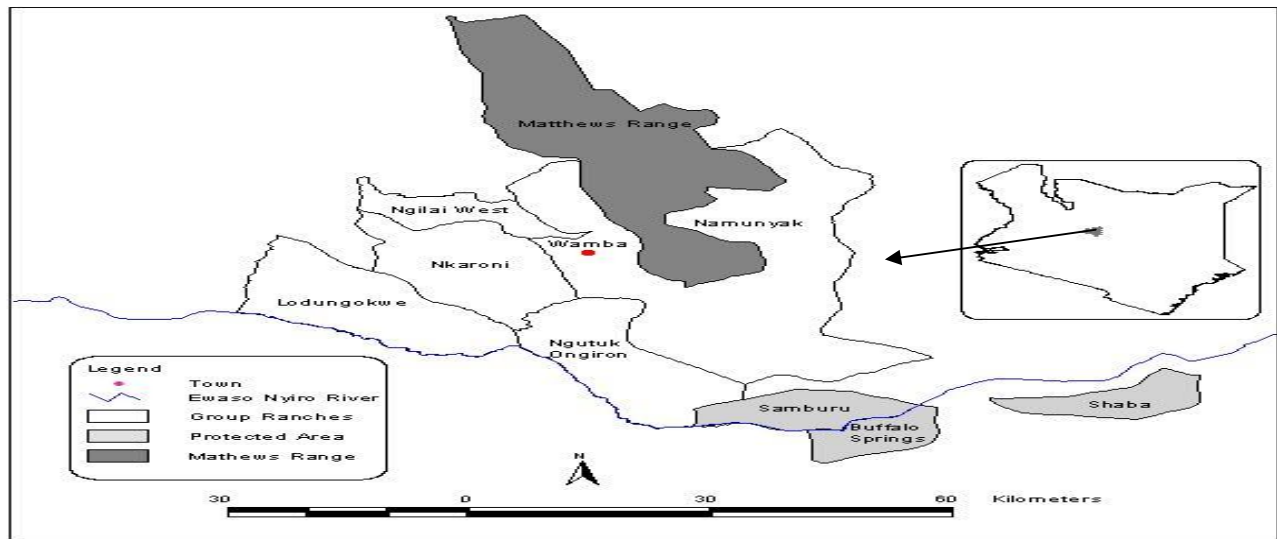 Matthews Range
Ngilai West
Namunyak
Wamba
Nkaroni
Lodungokwe
Ngutuk
Ongiron
Legend
Town
Ewaso Nyiro River
Group Ranches
Protected Area
Mathews Range
Samburu
Buffalo
Springs
Shaba
N
30 0 30 60 Kilometers